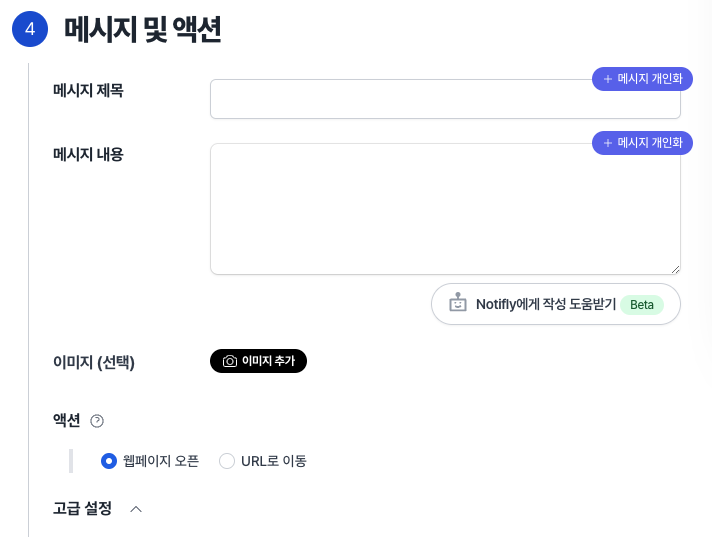 4 메시지 및 액션
메시지 제목
+ 메시지 개인화
메시지 내용
+ 메시지 개인화
Notifly에게 작성 도움받기 Beta
이미지 (선택)
이미지 추가
액션 ?
웹페이지 오픈 URL로 이동
고급 설정